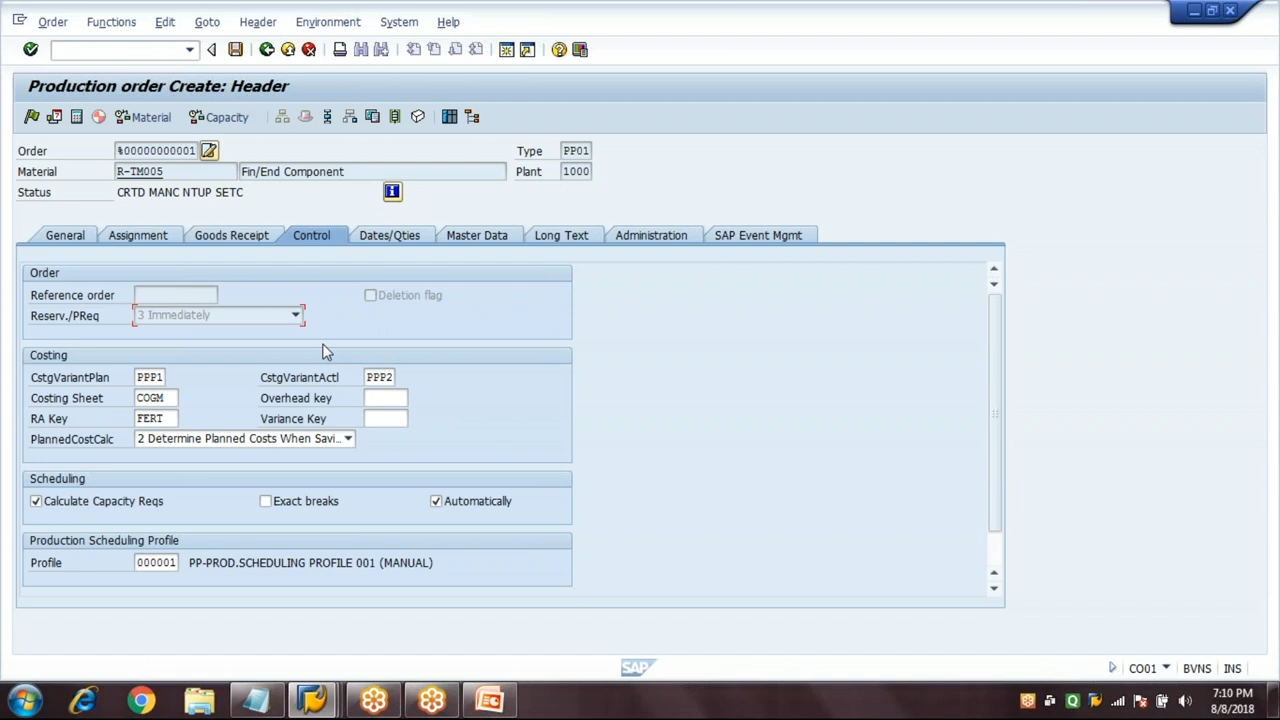 Order Functions Edit Goto Header Environment System Help
Production order Create: Header
Material Capacity
Order %00000000001 Type PP01
Material R-TM005 Fin/End Component Plant 1000
Status CRTD MANC NTUP SETC
General Assignment Goods Receipt Control Dates/Qties Master Data Long Text Administration SAP Event Mgmt
Order
Reference order Deletion flag
Reserv./PReq 3 Immediately
Costing
CstgVariantPlan PPP1 CstgVariantActl PPP2
Costing Sheet COGM Overhead key
RA Key FERT Variance Key
PlannedCostCalc 2 Determine Planned Costs When Savi...
Scheduling
Calculate Capacity Reqs Exact breaks Automatically
Production Scheduling Profile
Profile 000001 PP-PROD.SCHEDULING PROFILE 001 (MANUAL)
SAP CO01 BVNS INS
7:10 PM
8/8/2018